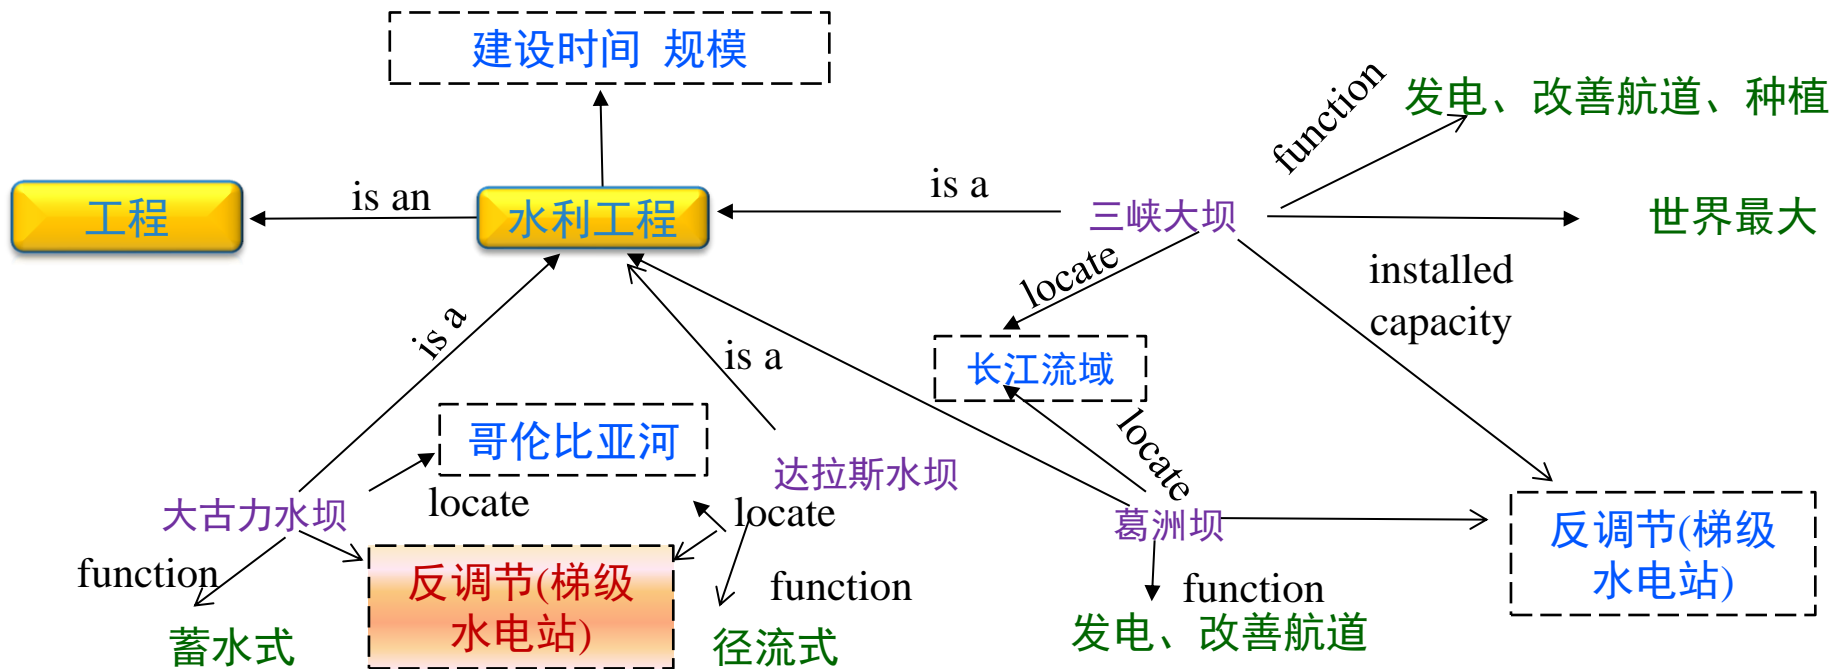 建设时间 规模
function
发电、改善航道、种植
工程
is an
水利工程
is a
三峡大坝
世界最大
locate
installed
capacity
is a
is a
长江流域
哥伦比亚河
locate
达拉斯水坝
大古力水坝
locate
locate
葛洲坝
反调节(梯级
水电站)
function
反调节(梯级
水电站)
function
function
蓄水式
径流式
发电、改善航道